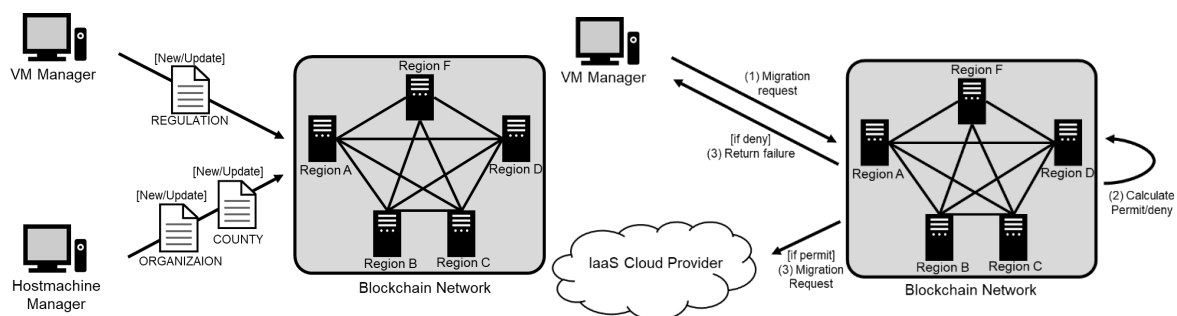 VM Manager
[New/Update]
REGULATION
[New/Update]
COUNTY
[New/Update]
ORGANIZAION
Hostmachine
Manager
Region F
Region A
Region D
Region B
Region C
Blockchain Network
VM Manager
(1) Migration
request
[if deny]
(3) Return failure
IaaS Cloud Provider
[if permit]
(3) Migration
Request
Region F
Region A
Region D
Region B
Region C
(2) Calculate
Permit/deny
Blockchain Network